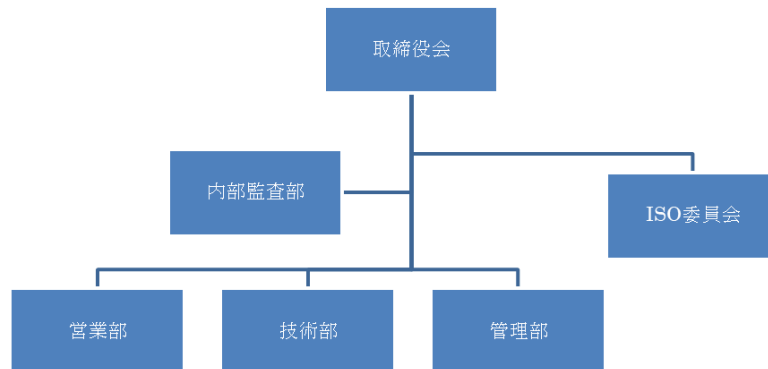 取締役会
内部監査部
ISO委員会
営業部
技術部
管理部